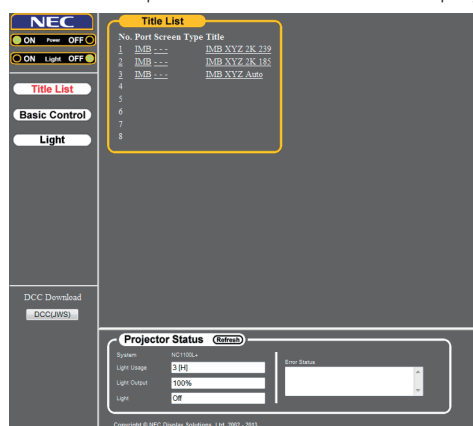 NEC
ON Power OFF
ON Light OFF
Title List
Basic Control
Light
DCC Download
DCC(JWS)
Title List
No. Port Screen Type Title
1 IMB - - - IMB XYZ 2K 239
2 IMB - - - IMB XYZ 2K 185
3 IMB - - - IMB XYZ Auto
4
5
6
7
8
Projector Status Refresh
System NC1100L+
Light Usage 3 [H]
Light Output 100%
Light Off
Error Status
Copyright © NEC Display Solutions, Ltd. 2002 - 2013